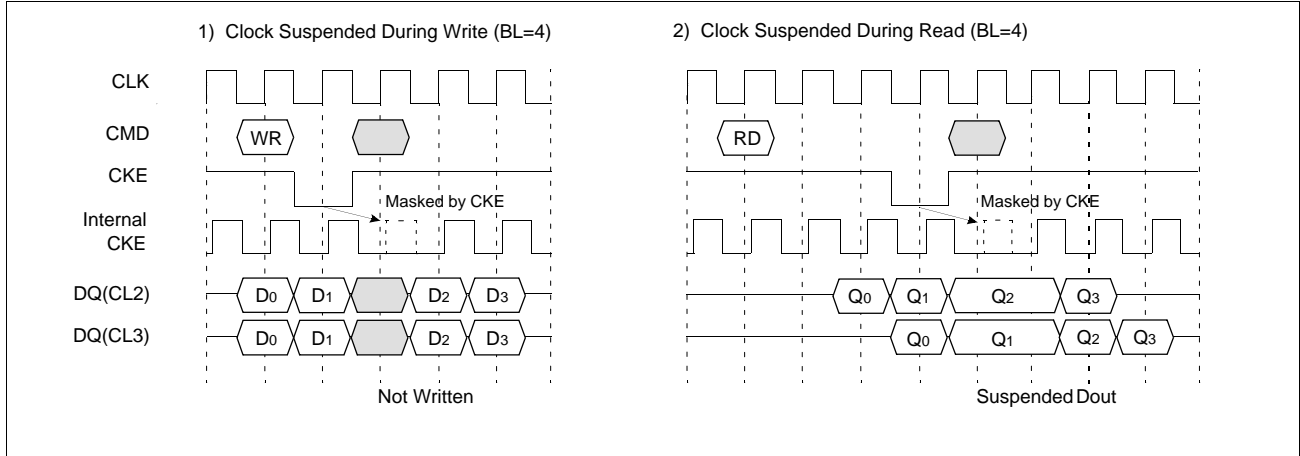 1) Clock Suspended During Write (BL=4)
2) Clock Suspended During Read (BL=4)
CLK
CMD
WR
RD
CKE
Masked by CKE
Masked by CKE
Internal
CKE
DQ(CL2)
D0 D1 D2 D3
Q0 Q1 Q2 Q3
DQ(CL3)
D0 D1 D2 D3
Q0 Q1 Q2 Q3
Not Written
Suspended Dout